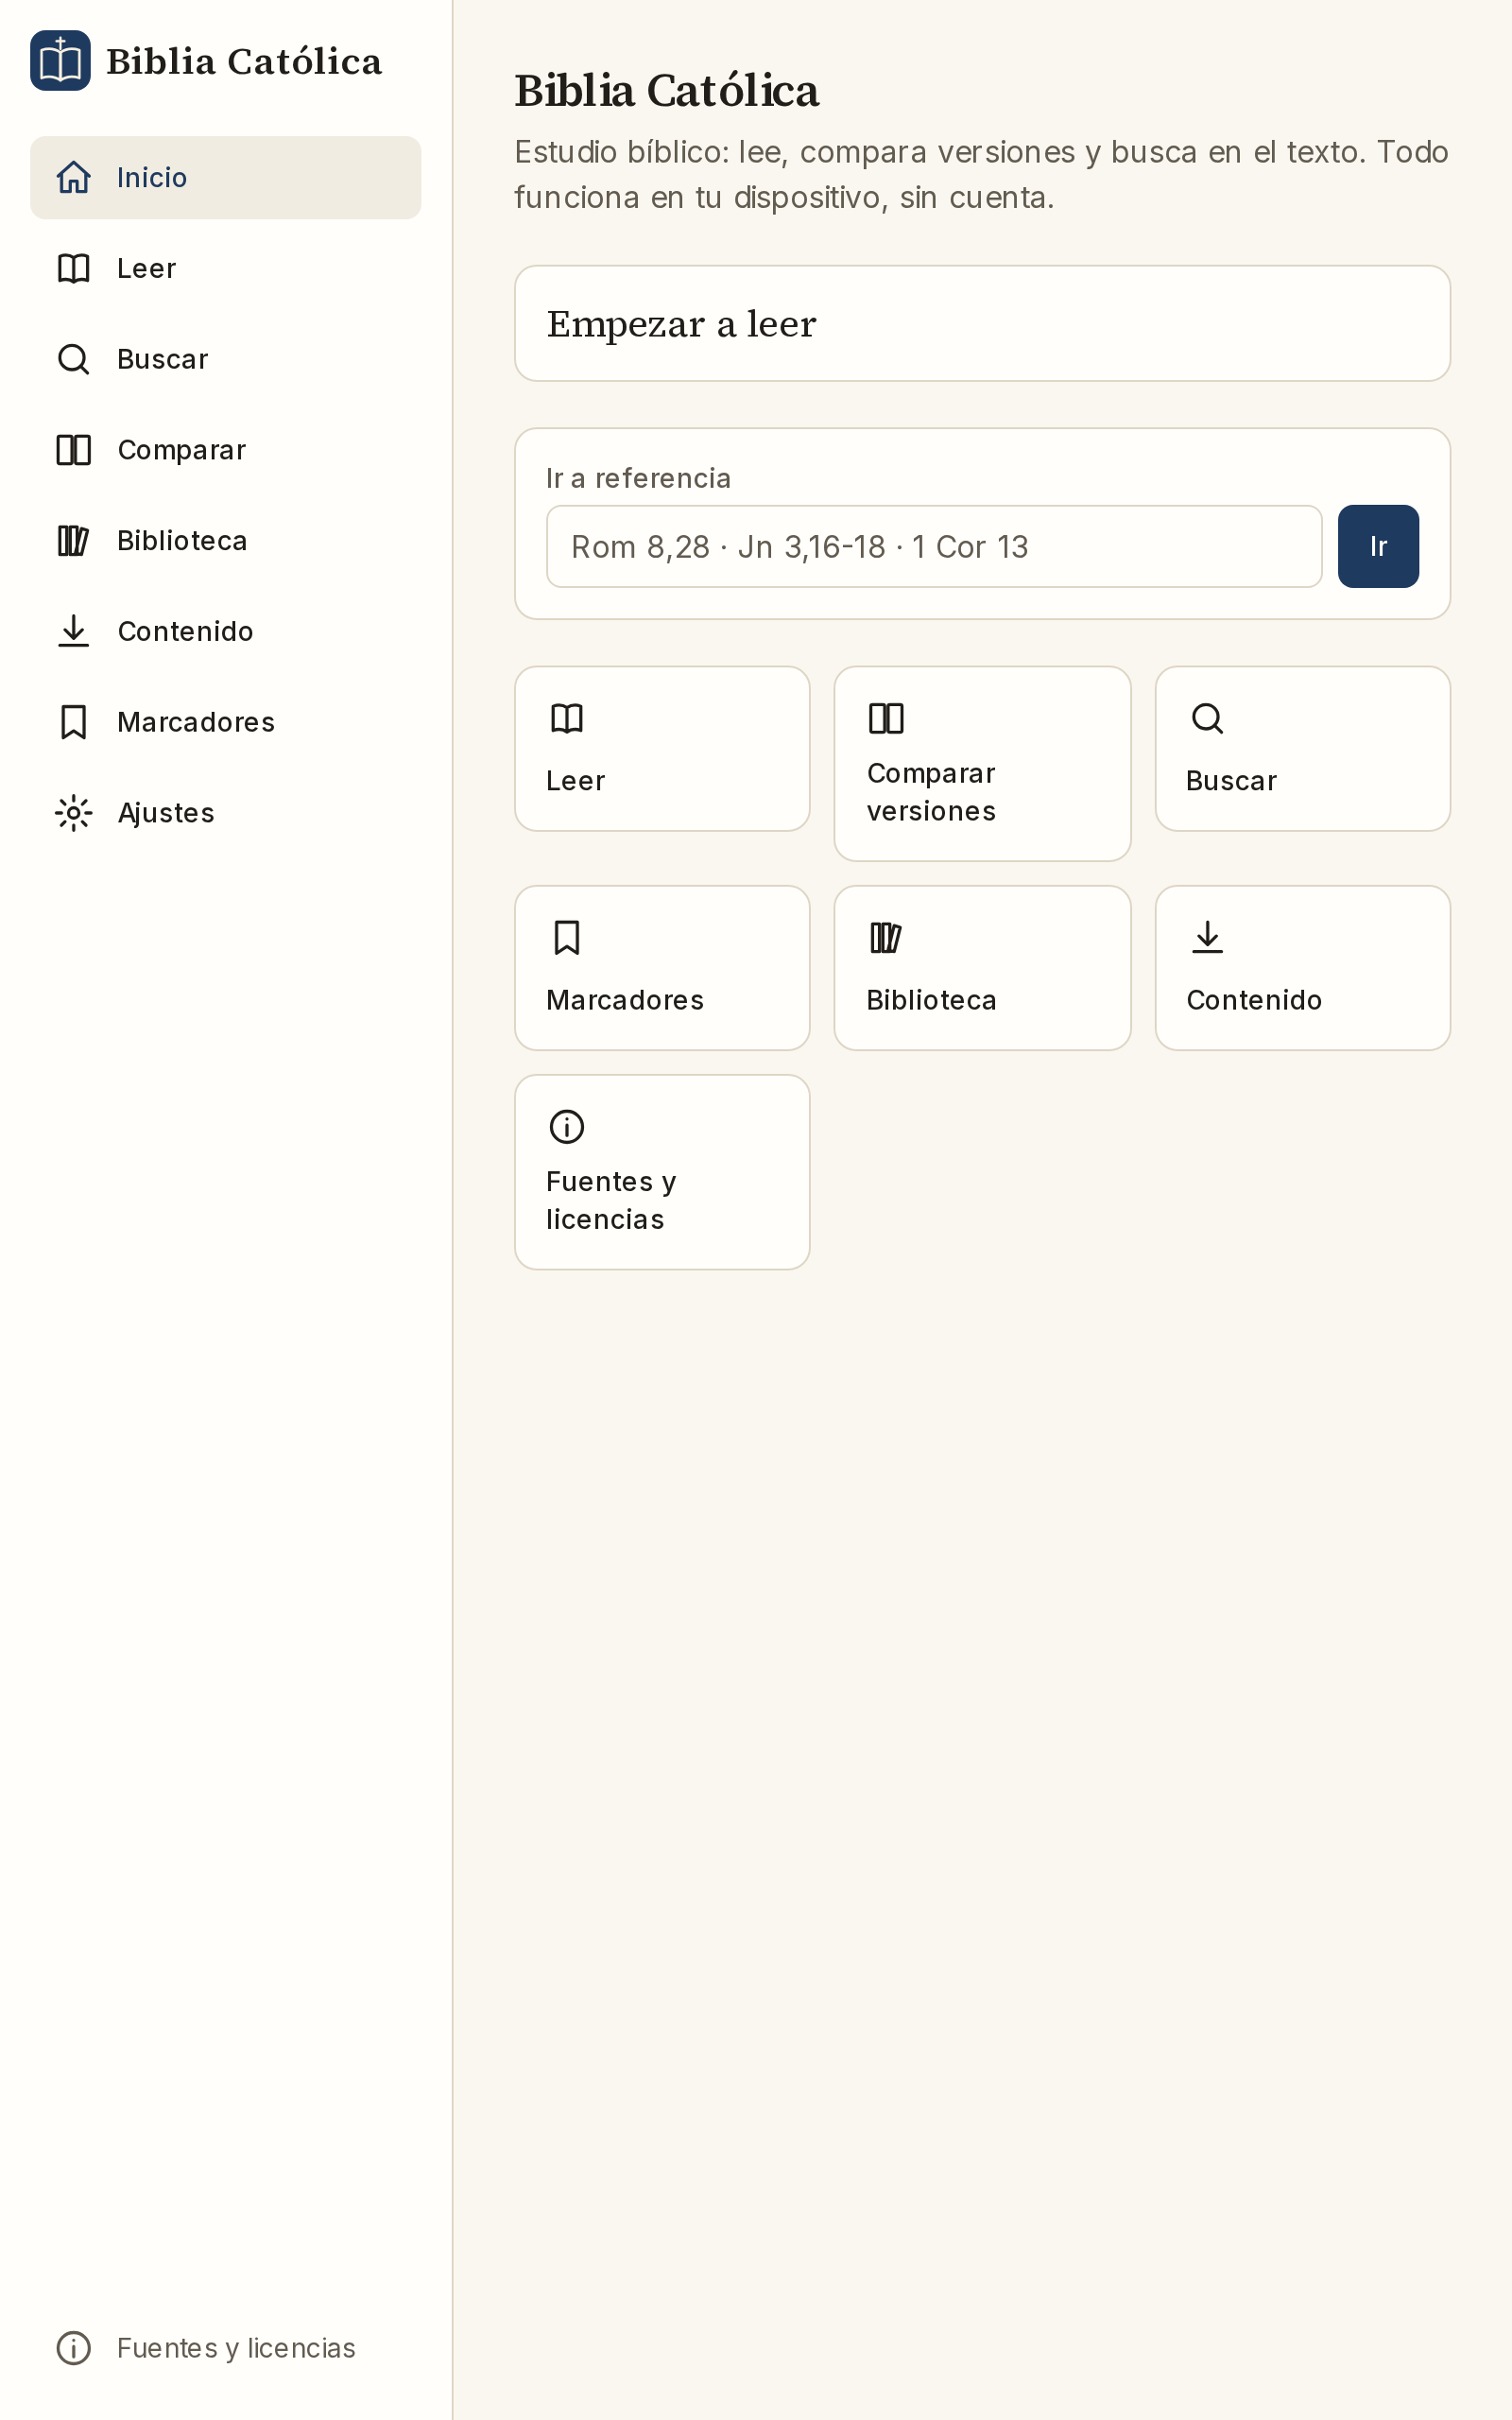 Biblia Católica
Inicio
Leer
Buscar
Comparar
Biblioteca
Contenido
Marcadores
Ajustes
Fuentes y licencias
Biblia Católica
Estudio bíblico: lee, compara versiones y busca en el texto. Todo
funciona en tu dispositivo, sin cuenta.
Empezar a leer
Ir a referencia
Rom 8,28 · Jn 3,16-18 · 1 Cor 13
Ir
Leer
Comparar
versiones
Buscar
Marcadores
Biblioteca
Contenido
Fuentes y
licencias